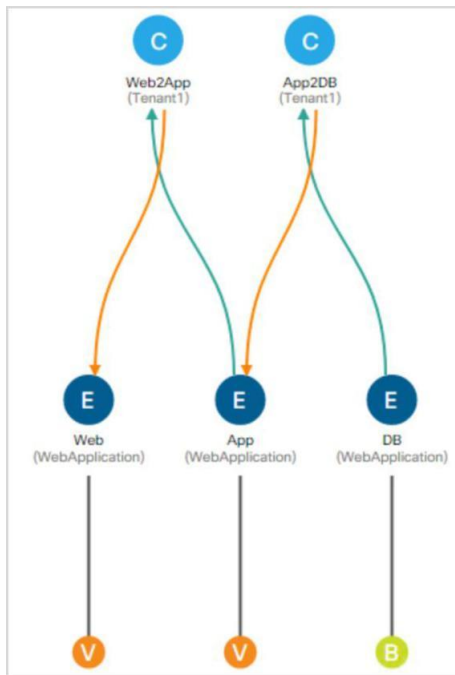 C
C
Web2App
App2DB
(Tenant1)
(Tenant1)
E
E
E
Web
App
DB
(WebApplication)
(WebApplication)
(WebApplication)
V
V
B